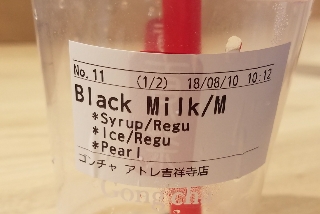 No.11 (1/2) 18/08/10 10:12
Black Milk/M
*Syrup/Regu
*Ice/Regu
*Pearl
ゴンチャ アトレ吉祥寺店